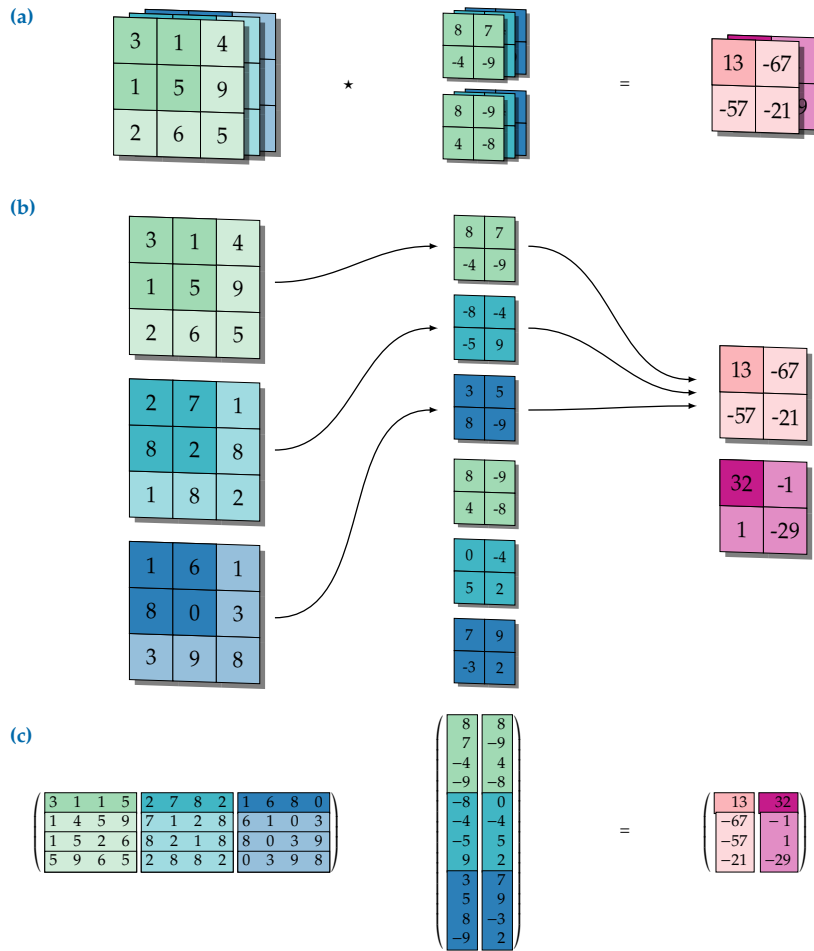 (a)
3 1 4
1 5 9
2 6 5
★
8 7
-4 -9
8 -9
4 -8
=
13 -67
-57 -21
9
(b)
3 1 4
1 5 9
2 6 5
2 7 1
8 2 8
1 8 2
1 6 1
8 0 3
3 9 8
8 7
-4 -9
-8 -4
-5 9
3 5
8 -9
8 -9
4 -8
0 -4
5 2
7 9
-3 2
13 -67
-57 -21
32 -1
1 -29
(c)
3 1 1 5 2 7 8 2 1 6 8 0
1 4 5 9 7 1 2 8 6 1 0 3
1 5 2 6 8 2 1 8 8 0 3 9
5 9 6 5 2 8 8 2 0 3 9 8
8 8
7 −9
−4 4
−9 −8
−8 0
−4 −4
−5 5
9 2
3 7
5 9
8 −3
−9 2
=
13 32
−67 −1
−57 1
−21 −29